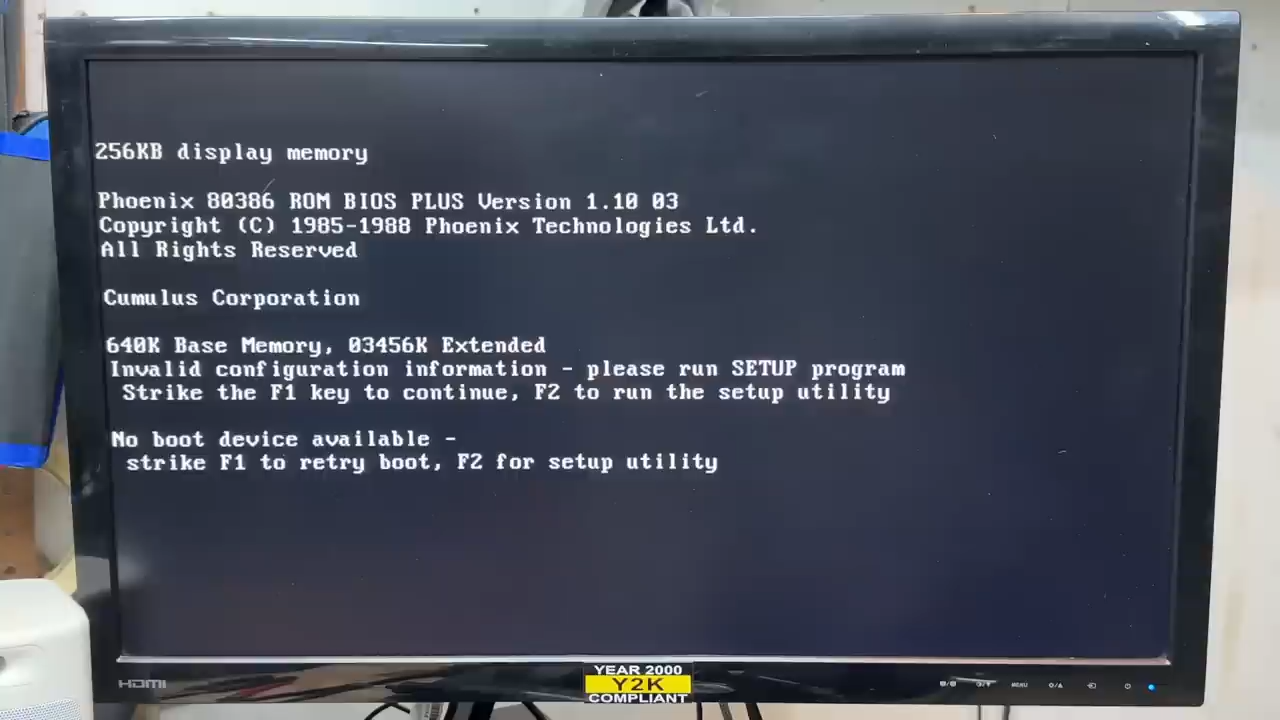 256KB display memory
Phoenix 80386 ROM BIOS PLUS Version 1.10 03
Copyright (C) 1985-1988 Phoenix Technologies Ltd.
All Rights Reserved
Cumulus Corporation
640K Base Memory, 03456K Extended
Invalid configuration information - please run SETUP program
Strike the F1 key to continue, F2 to run the setup utility
No boot device available -
strike F1 to retry boot, F2 for setup utility
HDMI
YEAR 2000
Y2K
COMPLIANT
MENU